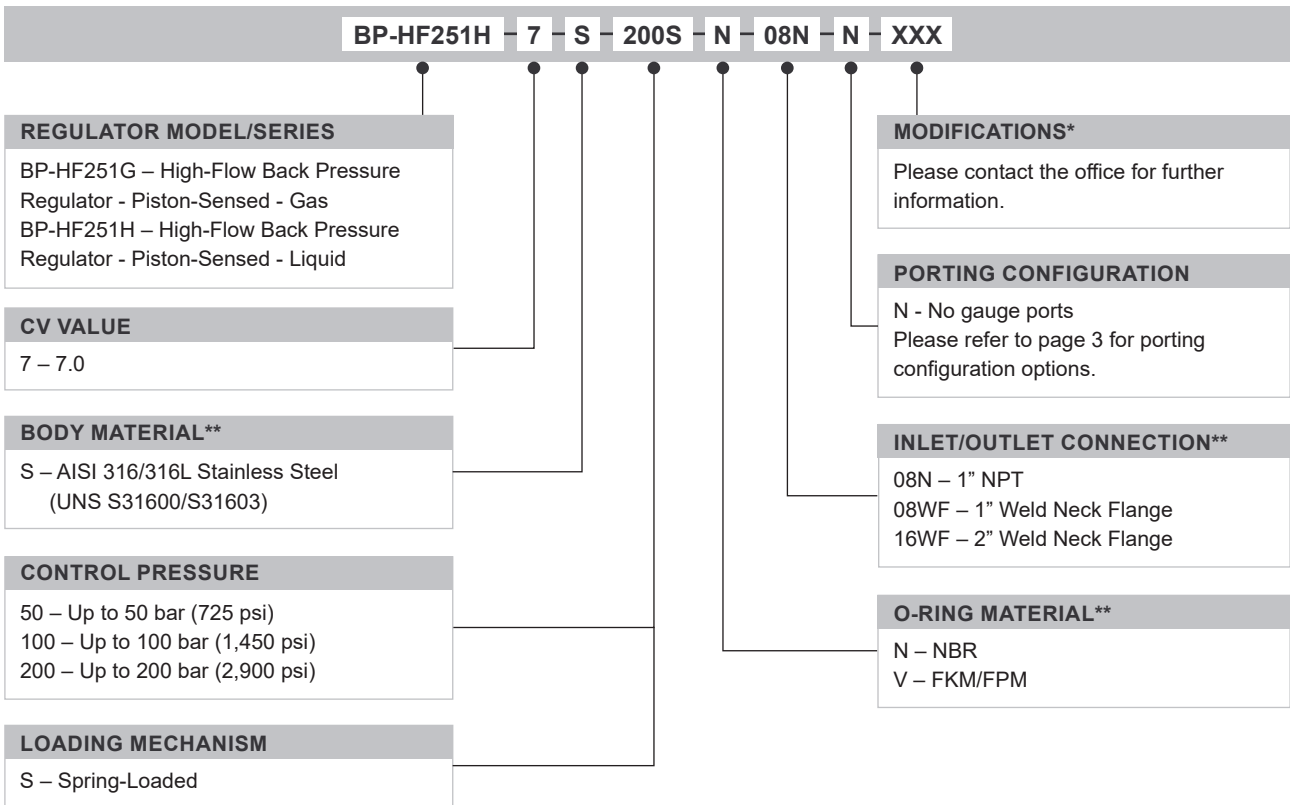 BP-HF251H - 7 - S - 200S - N - 08N - N - XXX
REGULATOR MODEL/SERIES
BP-HF251G – High-Flow Back Pressure
Regulator - Piston-Sensed - Gas
BP-HF251H – High-Flow Back Pressure
Regulator - Piston-Sensed - Liquid
CV VALUE
7 – 7.0
BODY MATERIAL**
S – AISI 316/316L Stainless Steel
(UNS S31600/S31603)
CONTROL PRESSURE
50 – Up to 50 bar (725 psi)
100 – Up to 100 bar (1,450 psi)
200 – Up to 200 bar (2,900 psi)
LOADING MECHANISM
S – Spring-Loaded
MODIFICATIONS*
Please contact the office for further
information.
PORTING CONFIGURATION
N - No gauge ports
Please refer to page 3 for porting
configuration options.
INLET/OUTLET CONNECTION**
08N – 1” NPT
08WF – 1” Weld Neck Flange
16WF – 2” Weld Neck Flange
O-RING MATERIAL**
N – NBR
V – FKM/FPM